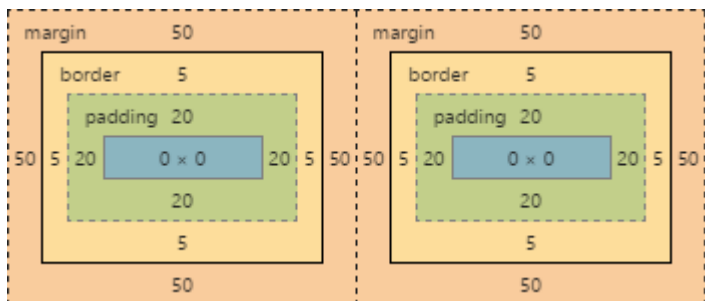 margin 50 margin 50
border 5 border 5
padding 20 padding 20
50 5 20 0 × 0 20 5 50 50 5 20 0 × 0 20 5 50
20 20
5 5
50 50